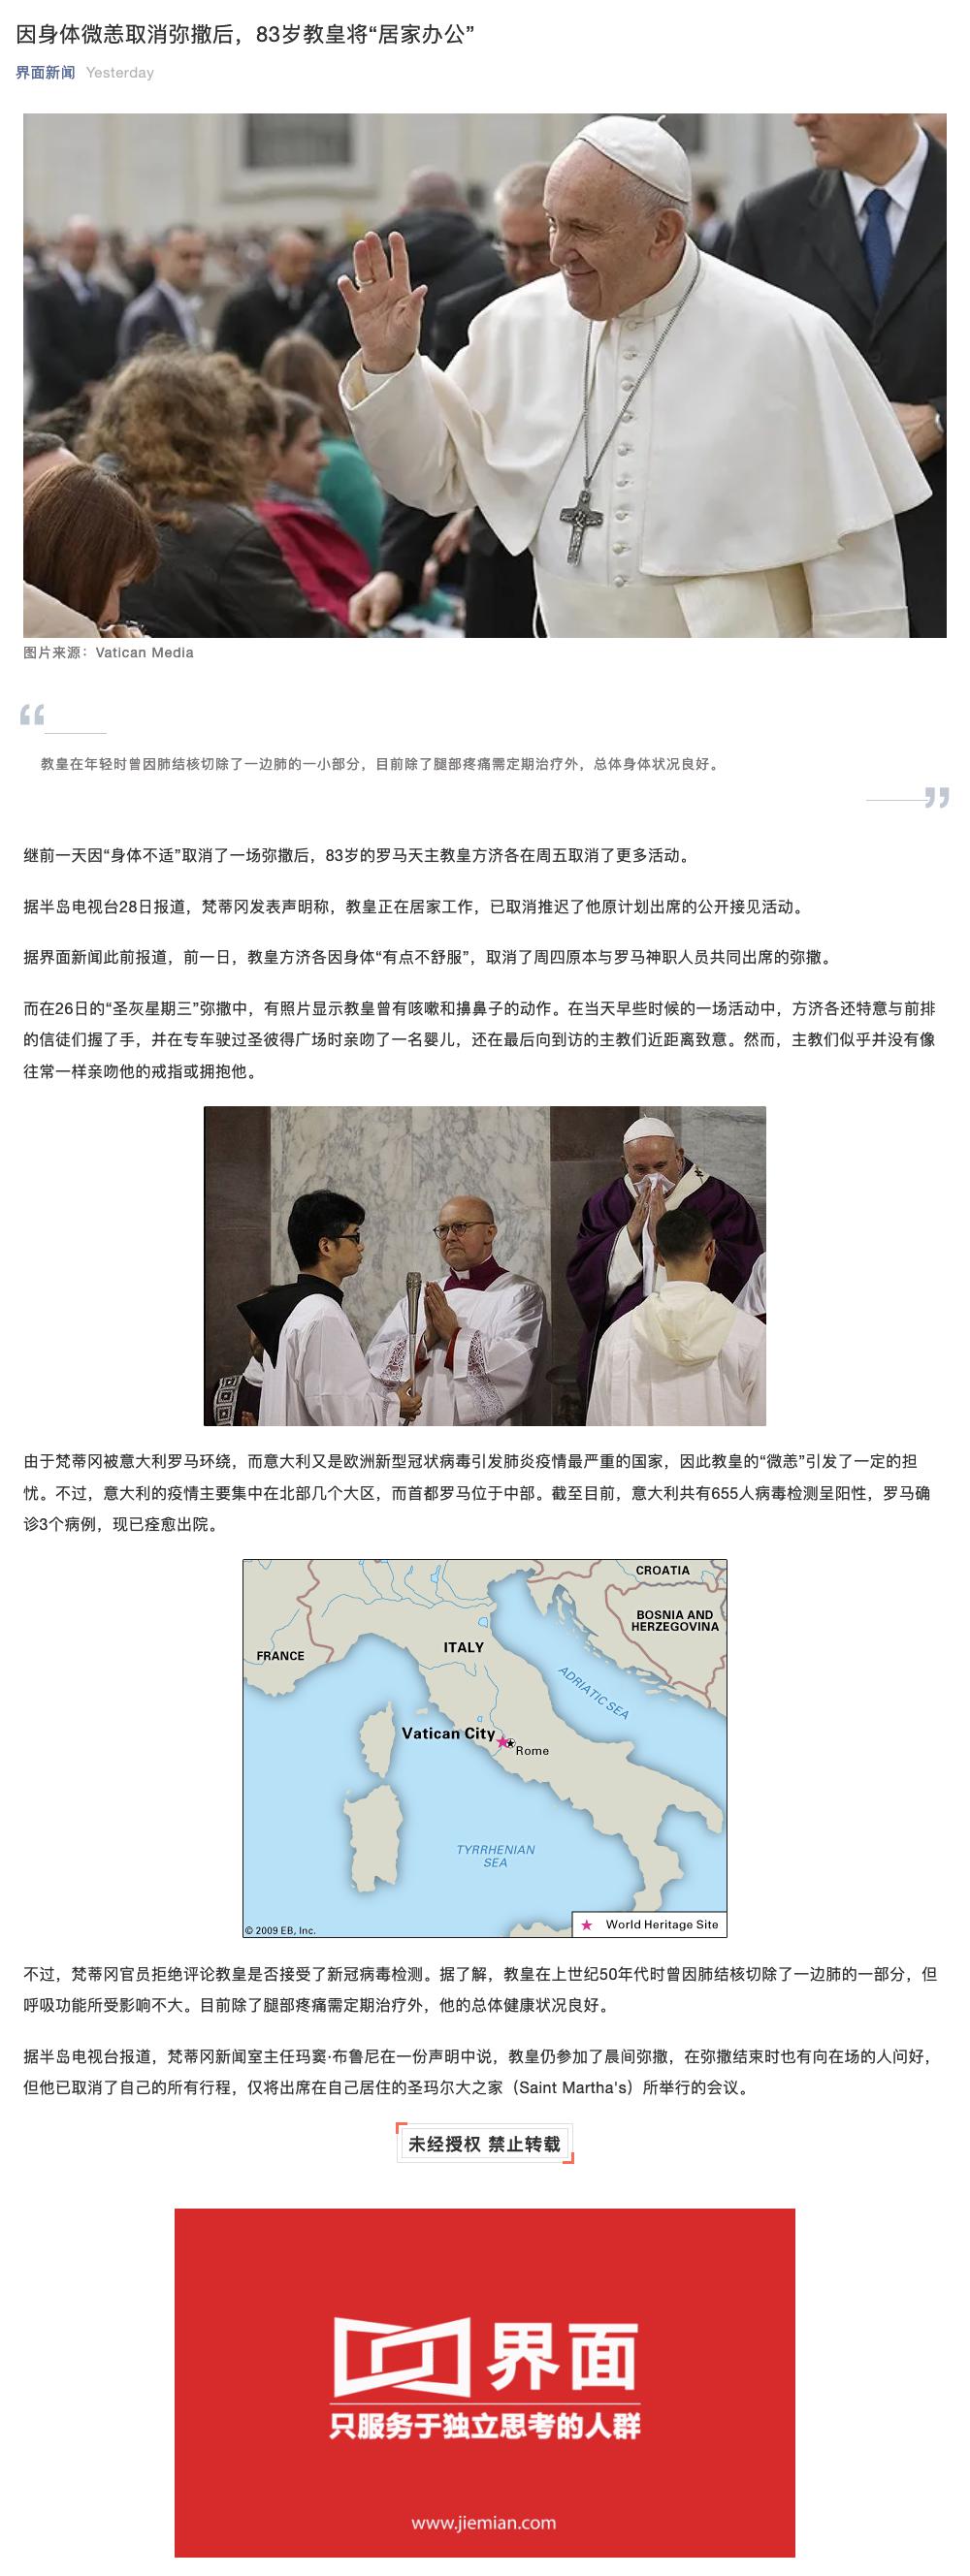 因身体微恙取消弥撒后，83岁教皇将“居家办公”
界面新闻 Yesterday
图片来源：Vatican Media
“
教皇在年轻时曾因肺结核切除了一边肺的一小部分，目前除了腿部疼痛需定期治疗外，总体身体状况良好。
”
继前一天因“身体不适”取消了一场弥撒后，83岁的罗马天主教皇方济各在周五取消了更多活动。
据半岛电视台28日报道，梵蒂冈发表声明称，教皇正在居家工作，已取消推迟了他原计划出席的公开接见活动。
据界面新闻此前报道，前一日，教皇方济各因身体“有点不舒服”，取消了周四原本与罗马神职人员共同出席的弥撒。
而在26日的“圣灰星期三”弥撒中，有照片显示教皇曾有咳嗽和擤鼻子的动作。在当天早些时候的一场活动中，方济各还特意与前排
的信徒们握了手，并在专车驶过圣彼得广场时亲吻了一名婴儿，还在最后向到访的主教们近距离致意。然而，主教们似乎并没有像
往常一样亲吻他的戒指或拥抱他。
由于梵蒂冈被意大利罗马环绕，而意大利又是欧洲新型冠状病毒引发肺炎疫情最严重的国家，因此教皇的“微恙”引发了一定的担
忧。不过，意大利的疫情主要集中在北部几个大区，而首都罗马位于中部。截至目前，意大利共有655人病毒检测呈阳性，罗马确
诊3个病例，现已痊愈出院。
CROATIA
BOSNIA AND
HERZEGOVINA
ITALY
FRANCE
ADRIATIC SEA
Vatican City
Rome
TYRRHENIAN
SEA
World Heritage Site
© 2009 EB, Inc.
不过，梵蒂冈官员拒绝评论教皇是否接受了新冠病毒检测。据了解，教皇在上世纪50年代时曾因肺结核切除了一边肺的一部分，但
呼吸功能所受影响不大。目前除了腿部疼痛需定期治疗外，他的总体健康状况良好。
据半岛电视台报道，梵蒂冈新闻室主任玛窦·布鲁尼在一份声明中说，教皇仍参加了晨间弥撒，在弥撒结束时也有向在场的人问好，
但他已取消了自己的所有行程，仅将出席在自己居住的圣玛尔大之家（Saint Martha's）所举行的会议。
未经授权 禁止转载
界面
只服务于独立思考的人群
www.jiemian.com